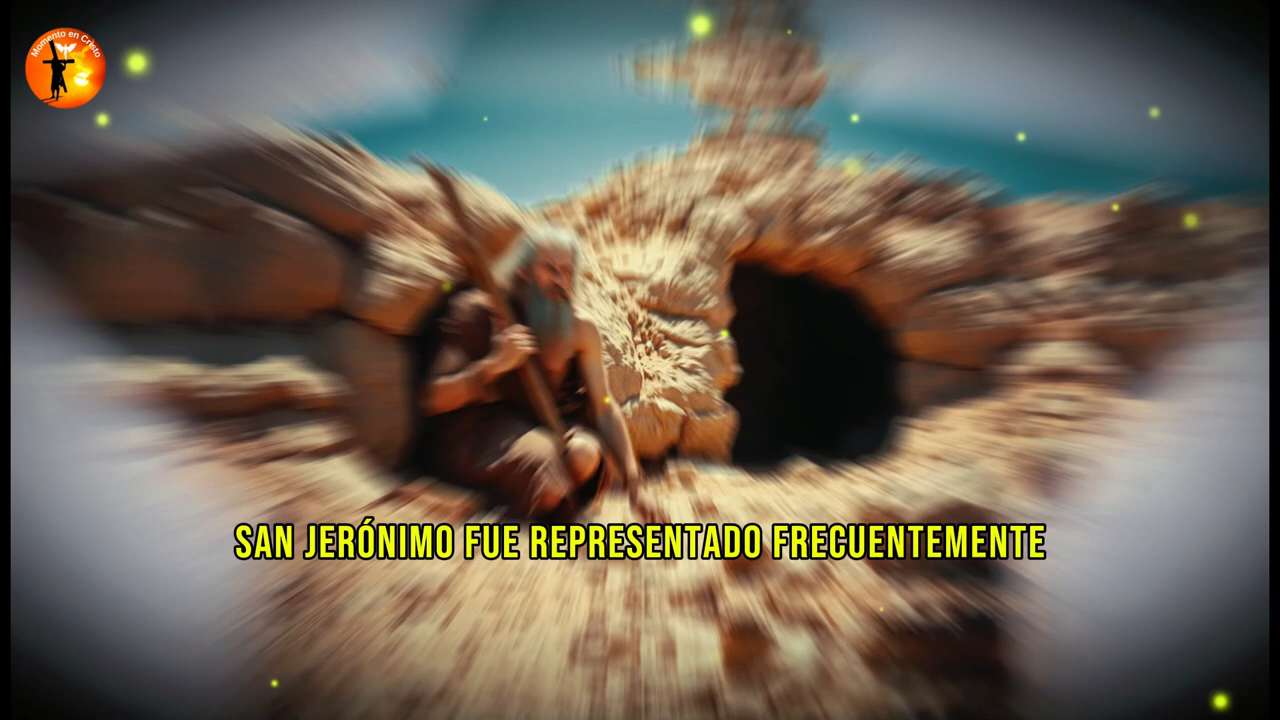 Momento en Cristo
SAN JERÓNIMO FUE REPRESENTADO FRECUENTEMENTE